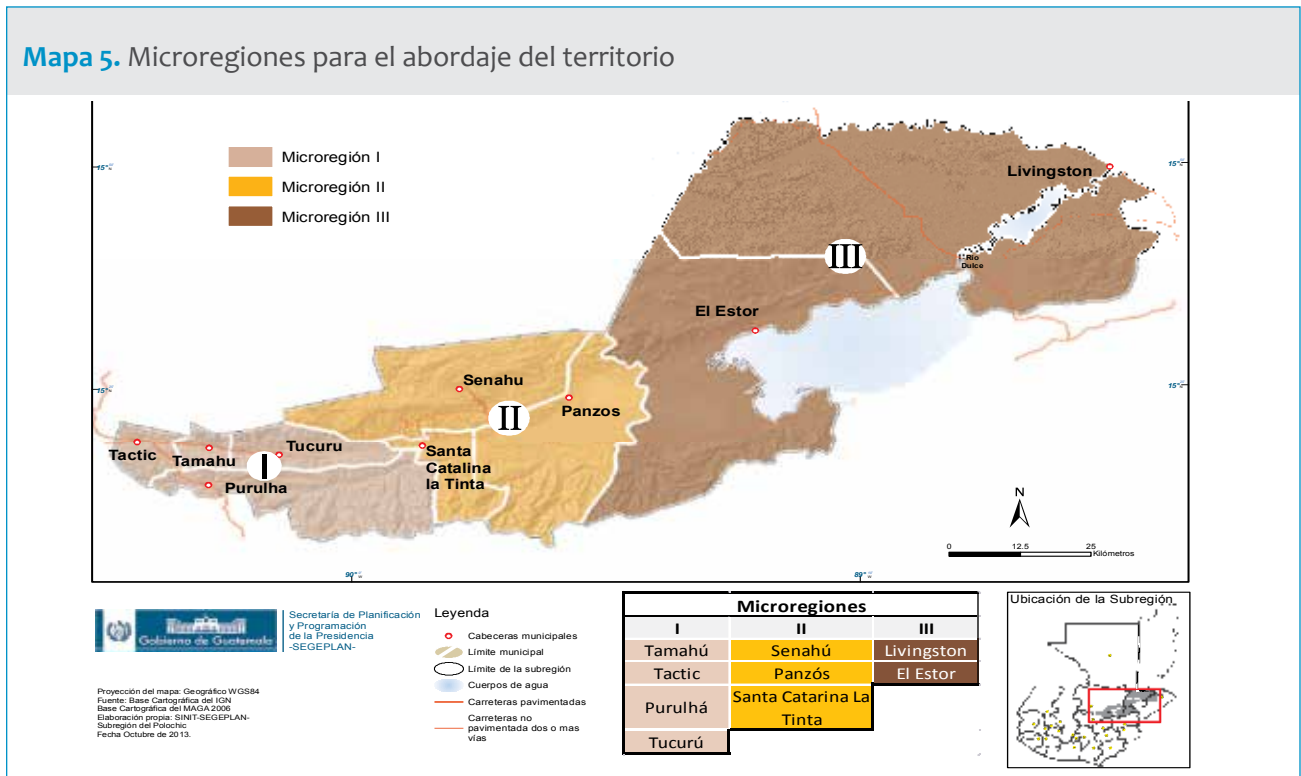 Mapa 5. Microregiones para el abordaje del territorio
Microregión I
Microregión II
Microregión III
Livingston
III
Río
Dulce
El Estor
Senahu
II
Panzos
Tucuru
Santa
Catalina
la Tinta
Tactic
Tamahu
I
Purulha
N
0 12.5 25
Kilómetros
Secretaría de Planificación
y Programación
de la Presidencia
-SEGEPLAN-
Gobierno de Guatemala
Proyección del mapa: Geográfico WGS84
Fuente: Base Cartográfica del IGN
Base Cartográfica del MAGA 2006
Elaboración propia: SINIT-SEGEPLAN-
Subregión del Polochic
Fecha Octubre de 2013.
Leyenda
Cabeceras municipales
Límite municipal
Límite de la subregión
Cuerpos de agua
Carreteras pavimentadas
Carreteras no
pavimentada dos o mas
vías
Microregiones
I II III
Tamahú Senahú Livingston
Tactic Panzós El Estor
Purulhá Santa Catarina La
Tinta
Tucurú
Ubicación de la Subregión